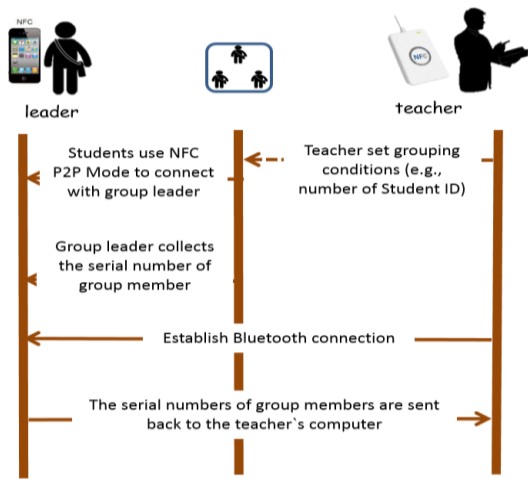 NFC
NFC
leader
teacher
Students use NFC
P2P Mode to connect
with group leader
Teacher set grouping
conditions (e.g.,
number of Student ID)
Group leader collects
the serial number of
group member
Establish Bluetooth connection
The serial numbers of group members are sent
back to the teacher`s computer